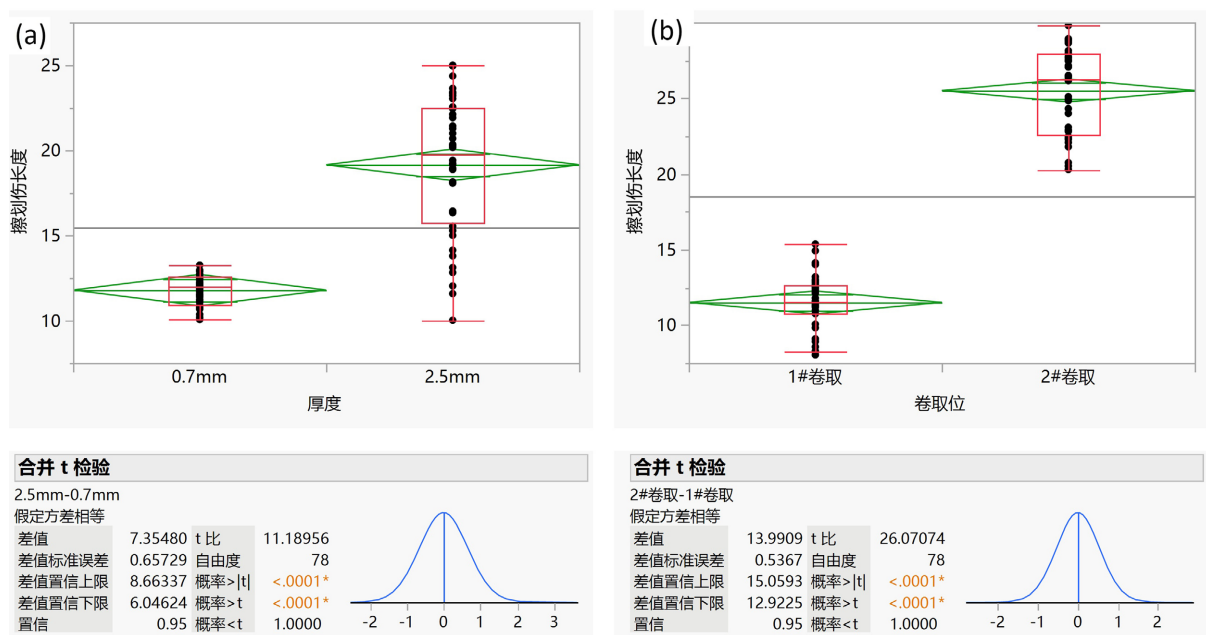 (a)
25
20
15
10
擦划伤长度
0.7mm 2.5mm
厚度
(b)
25
20
15
10
擦划伤长度
1#卷取 2#卷取
卷取位
合并 t 检验
2.5mm-0.7mm
假定方差相等
差值 7.35480 t 比 11.18956
差值标准误差 0.65729 自由度 78
差值置信上限 8.66337 概率>|t| <.0001*
差值置信下限 6.04624 概率>t <.0001*
置信 0.95 概率<t 1.0000
-2 -1 0 1 2 3
合并 t 检验
2#卷取-1#卷取
假定方差相等
差值 13.9909 t 比 26.07074
差值标准误差 0.5367 自由度 78
差值置信上限 15.0593 概率>|t| <.0001*
差值置信下限 12.9225 概率>t <.0001*
置信 0.95 概率<t 1.0000
-2 -1 0 1 2